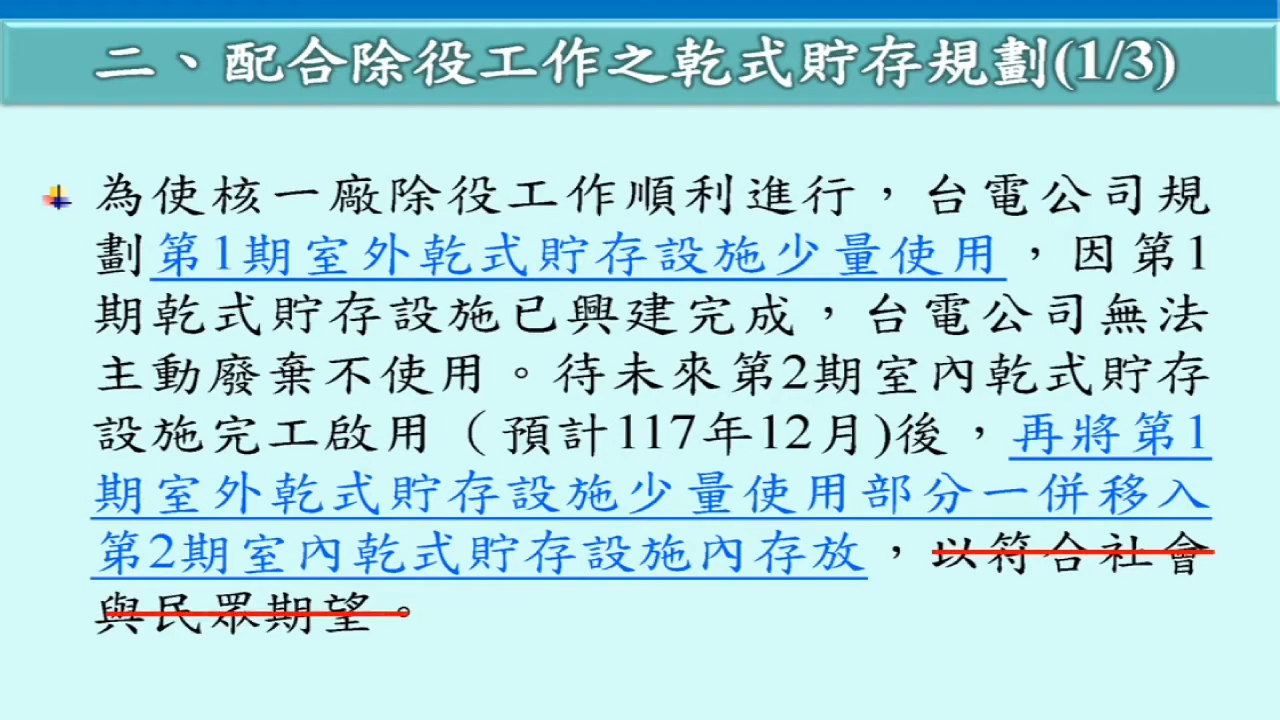 二、配合除役工作之乾式貯存規劃(1/3)
為使核一廠除役工作順利進行，台電公司規
劃第1期室外乾式貯存設施少量使用，因第1
期乾式貯存設施已興建完成，台電公司無法
主動廢棄不使用。待未來第2期室內乾式貯存
設施完工啟用（預計117年12月)後，再將第1
期室外乾式貯存設施少量使用部分一併移入
第2期室內乾式貯存設施內存放，以符合社會
與民眾期望。